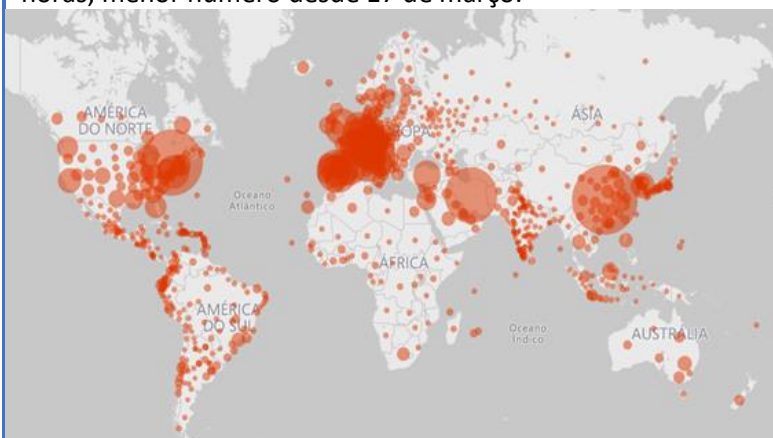 horas, menor número desde 27 de março.
AMÉRICA
DO NORTE
ÁSIA
Oceano
Atlântico
ÁFRICA
AMÉRICA
DO SUL
Oceano
Índico
AUSTRÁLIA